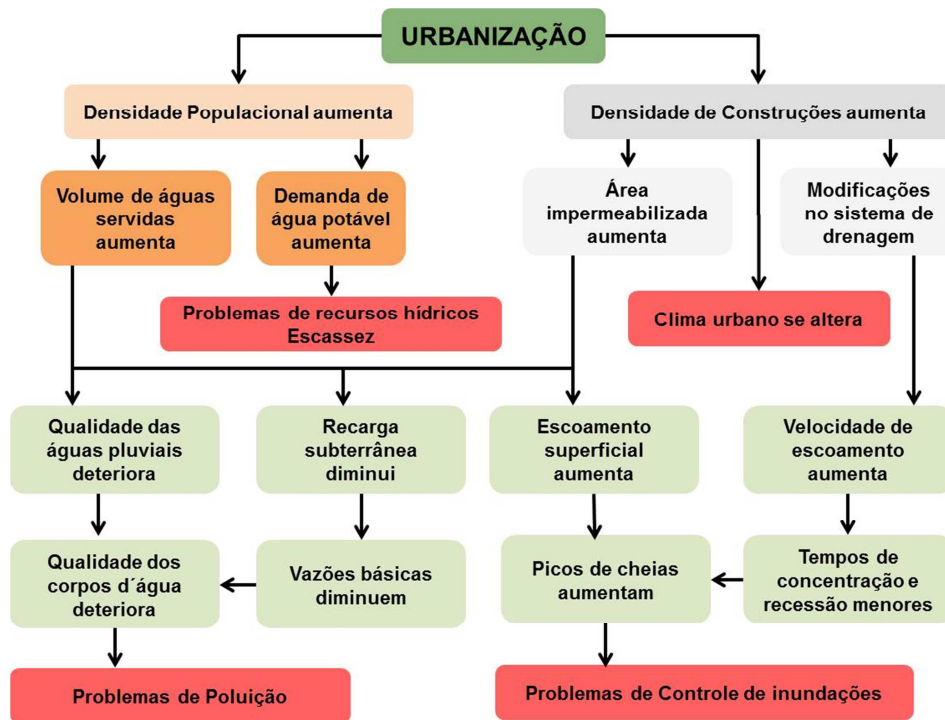 URBANIZAÇÃO
Densidade Populacional aumenta
Densidade de Construções aumenta
Volume de águas
servidas
aumenta
Demanda de
água potável
aumenta
Área
impermeabilizada
aumenta
Modificações
no sistema de
drenagem
Problemas de recursos hídricos
Escassez
Clima urbano se altera
Qualidade das
águas pluviais
deteriora
Recarga
subterrânea
diminui
Escoamento
superficial
aumenta
Velocidade de
escoamento
aumenta
Qualidade dos
corpos d´água
deteriora
Vazões básicas
diminuem
Picos de cheias
aumentam
Tempos de
concentração e
recessão menores
Problemas de Poluição
Problemas de Controle de inundações